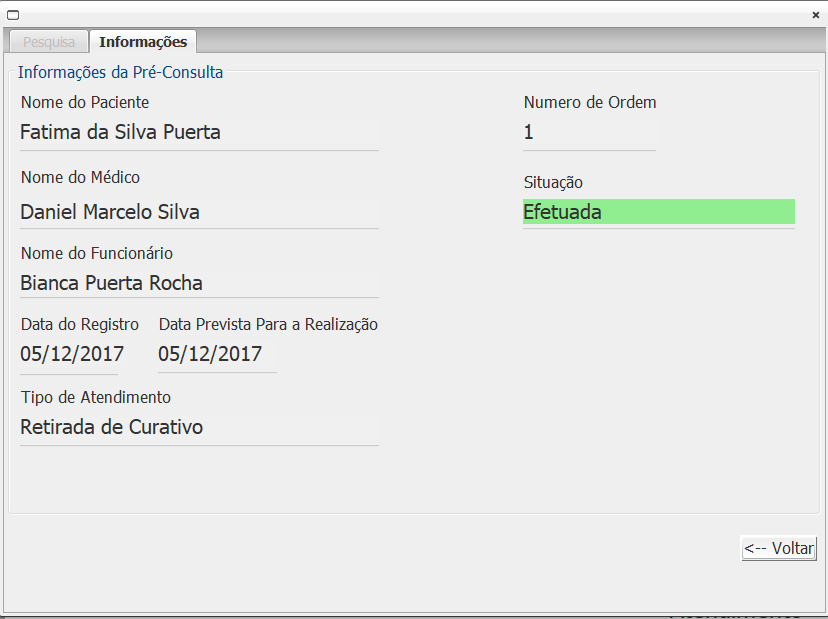 Pesquisa Informações
Informações da Pré-Consulta
Nome do Paciente
Fatima da Silva Puerta
Numero de Ordem
1
Nome do Médico
Daniel Marcelo Silva
Situação
Efetuada
Nome do Funcionário
Bianca Puerta Rocha
Data do Registro Data Prevista Para a Realização
05/12/2017 05/12/2017
Tipo de Atendimento
Retirada de Curativo
<-- Voltar